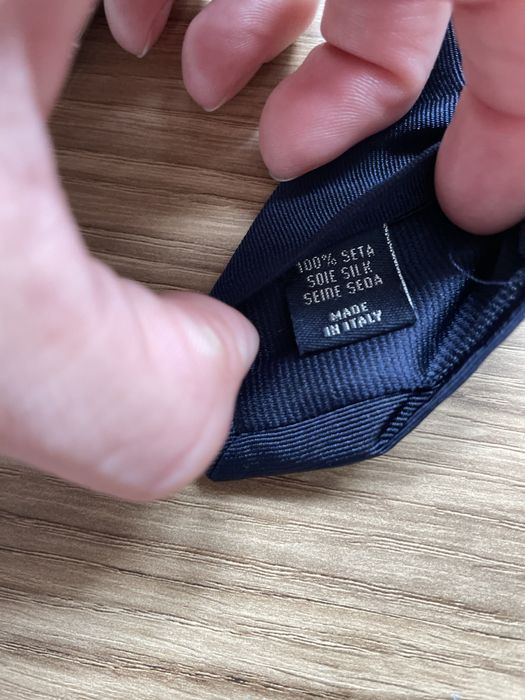 100% SETA
SOIE SILK
SEIDE SEDA
MADE
IN ITALY